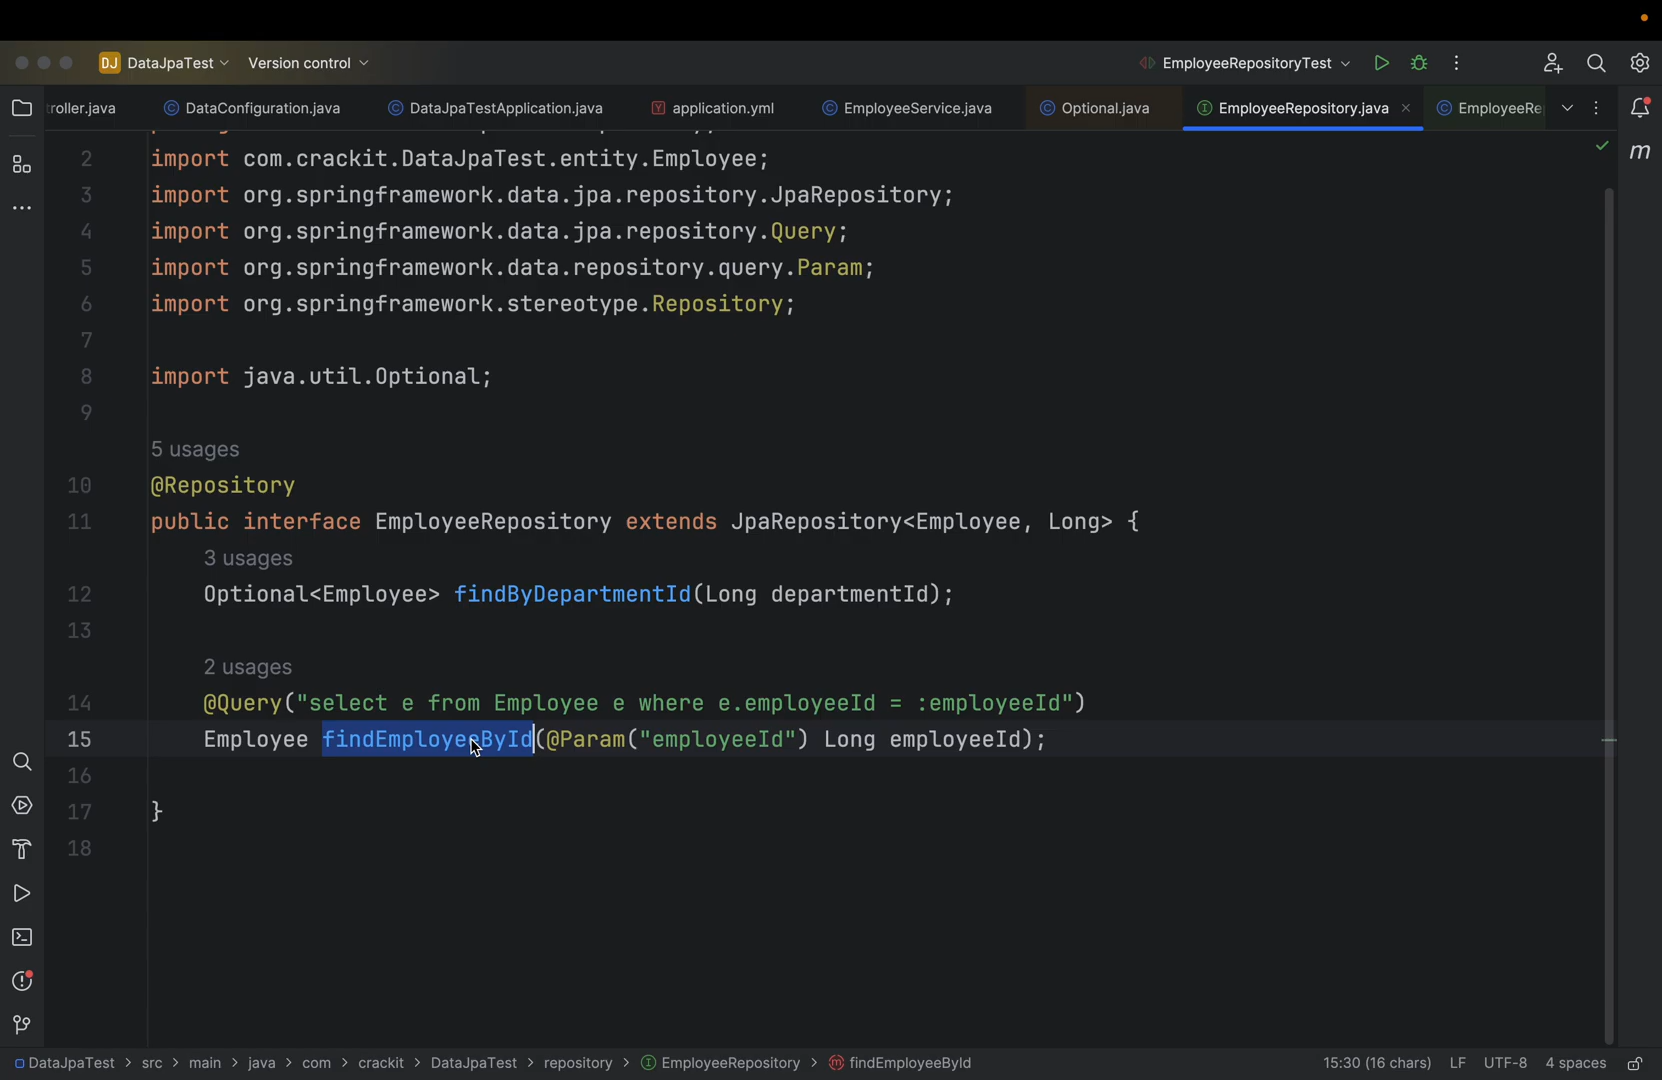 DJ DataJpaTest Version control EmployeeRepositoryTest
troller.java DataConfiguration.java DataJpaTestApplication.java application.yml EmployeeService.java Optional.java EmployeeRepository.java EmployeeRe
2 import com.crackit.DataJpaTest.entity.Employee;
3 import org.springframework.data.jpa.repository.JpaRepository;
4 import org.springframework.data.jpa.repository.Query;
5 import org.springframework.data.repository.query.Param;
6 import org.springframework.stereotype.Repository;
7
8 import java.util.Optional;
9
5 usages
10 @Repository
11 public interface EmployeeRepository extends JpaRepository<Employee, Long> {
3 usages
12 Optional<Employee> findByDepartmentId(Long departmentId);
13
2 usages
14 @Query("select e from Employee e where e.employeeId = :employeeId")
15 Employee findEmployeeById(@Param("employeeId") Long employeeId);
16
17 }
18
DataJpaTest > src > main > java > com > crackit > DataJpaTest > repository > EmployeeRepository > findEmployeeById 15:30 (16 chars) LF UTF-8 4 spaces